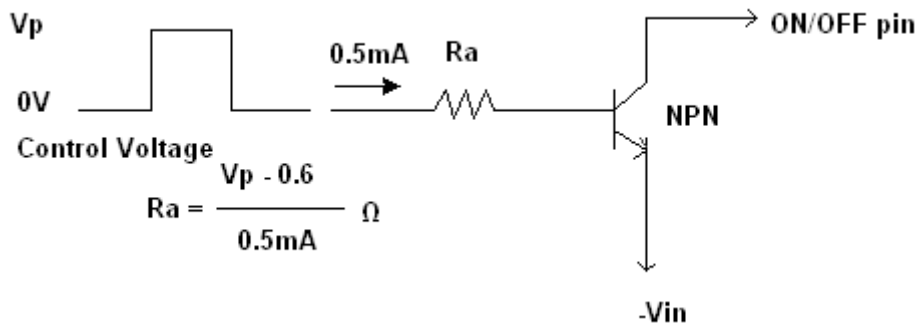 Vp
ON/OFF pin
0.5mA
Ra
0V
NPN
Control Voltage
Vp - 0.6
Ra =
Ω
0.5mA
-Vin